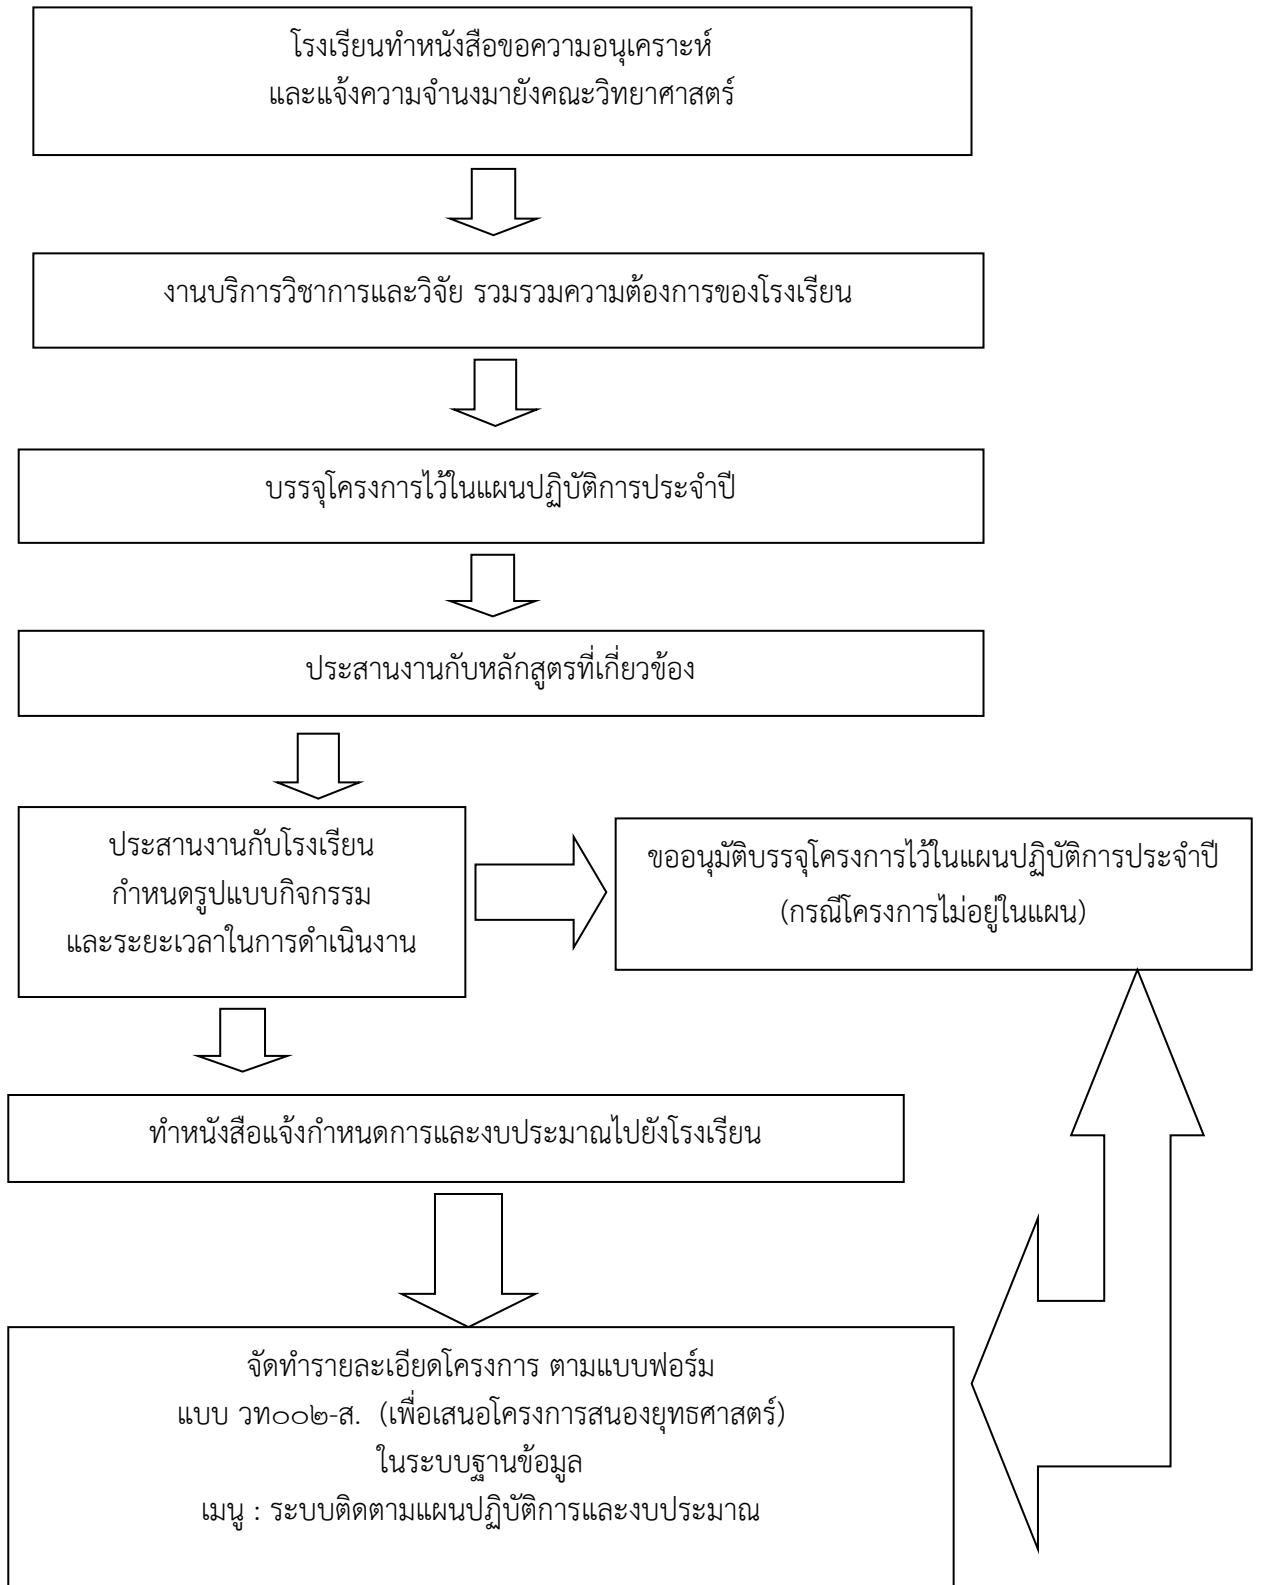 โรงเรียนทำหนังสือขอความอนุเคราะห์
และแจ้งความจำนงมายังคณะวิทยาศาสตร์
งานบริการวิชาการและวิจัย รวมรวมความต้องการของโรงเรียน
บรรจุโครงการไว้ในแผนปฏิบัติการประจำปี
ประสานงานกับหลักสูตรที่เกี่ยวข้อง
ประสานงานกับโรงเรียน
กำหนดรูปแบบกิจกรรม
และระยะเวลาในการดำเนินงาน
ขออนุมัติบรรจุโครงการไว้ในแผนปฏิบัติการประจำปี
(กรณีโครงการไม่อยู่ในแผน)
ทำหนังสือแจ้งกำหนดการและงบประมาณไปยังโรงเรียน
จัดทำรายละเอียดโครงการ ตามแบบฟอร์ม
แบบ วท๐๐๒-ส. (เพื่อเสนอโครงการสนองยุทธศาสตร์)
ในระบบฐานข้อมูล
เมนู : ระบบติดตามแผนปฏิบัติการและงบประมาณ